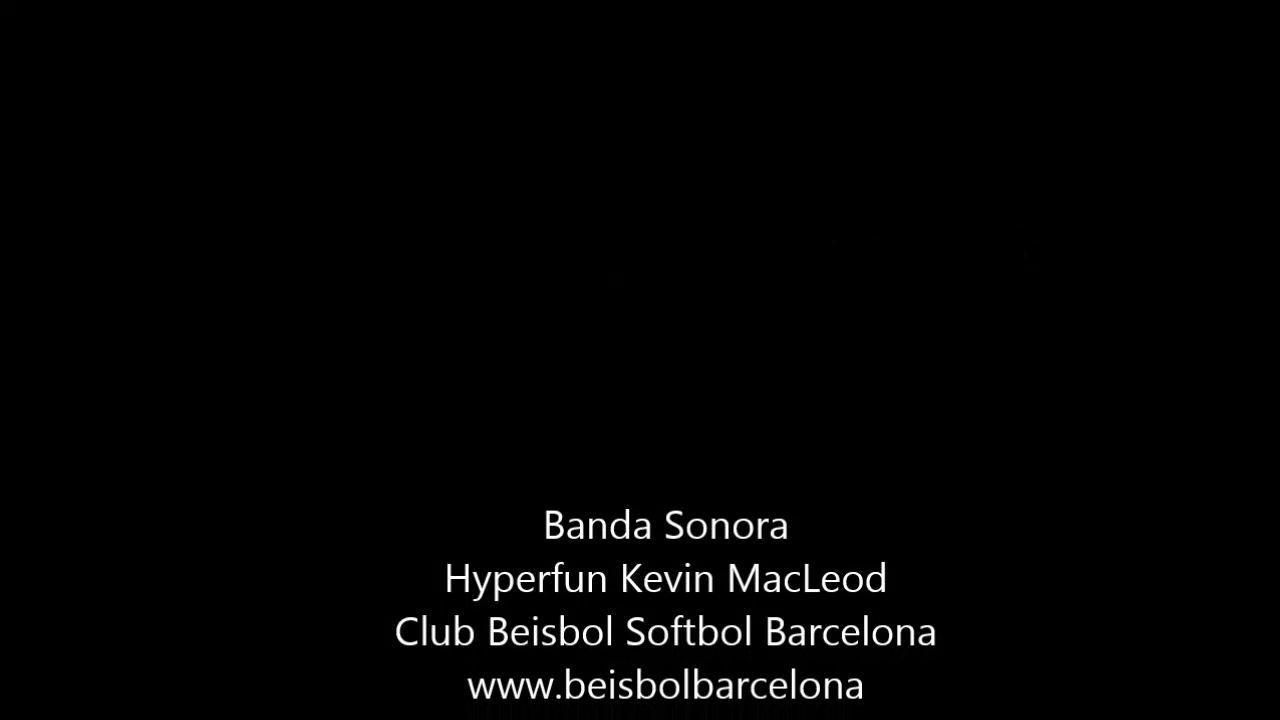 Banda Sonora
Hyperfun Kevin MacLeod
Club Beisbol Softbol Barcelona
www.beisbolbarcelona